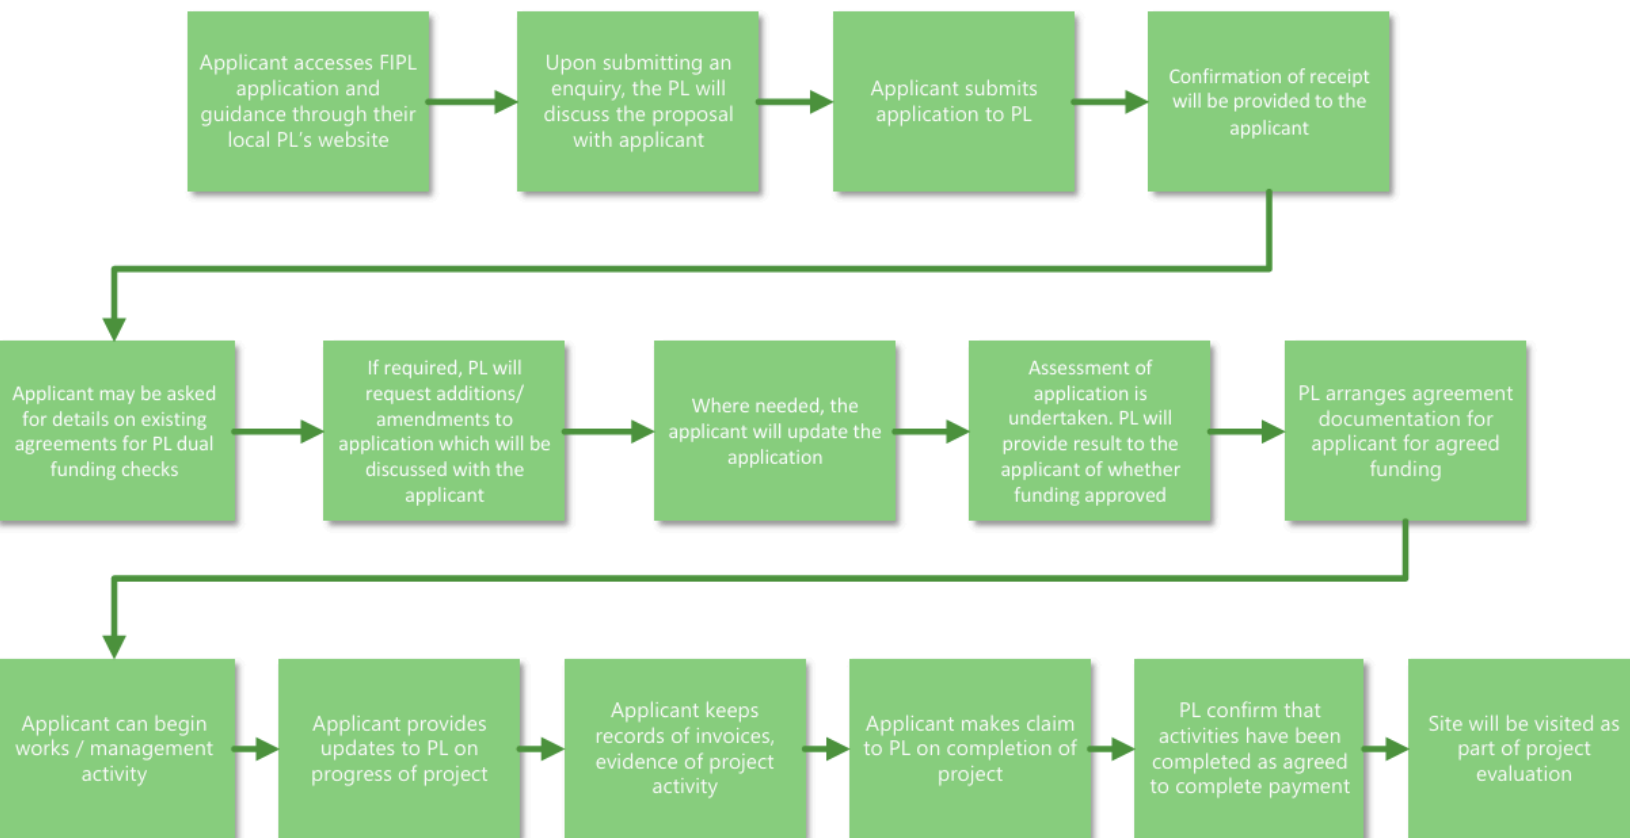 Applicant accesses FIPL
application and
guidance through their
local PL's website
Upon submitting an
enquiry, the PL will
discuss the proposal
with applicant
Applicant submits
application to PL
Confirmation of receipt
will be provided to the
applicant
Applicant may be asked
for details on existing
agreements for PL dual
funding checks
If required, PL will
request additions/
amendments to
application which will be
discussed with the
applicant
Where needed, the
applicant will update the
application
Assessment of
application is
undertaken. PL will
provide result to the
applicant of whether
funding approved
PL arranges agreement
documentation for
applicant for agreed
funding
Applicant can begin
works / management
activity
Applicant provides
updates to PL on
progress of project
Applicant keeps
records of invoices,
evidence of project
activity
Applicant makes claim
to PL on completion of
project
PL confirm that
activities have been
completed as agreed
to complete payment
Site will be visited as
part of project
evaluation